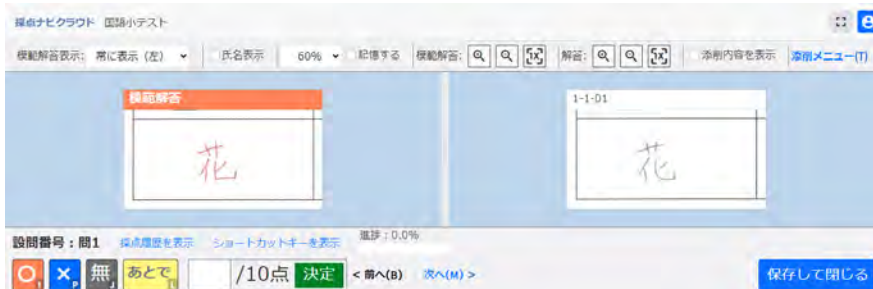 採点ナビクラウド 国語小テスト
模範解答表示: 常に表示 (左) 氏名表示 60% 記憶する 模範解答: 解答: 添削内容を表示 添削メニュー(T)
模範解答
花
1-1-01
花
設問番号：問1 採点履歴を表示 ショートカットキーを表示 進捗：0.0%
無 あとで /10点 決定 < 前へ(B) 次へ(M) > 保存して閉じる